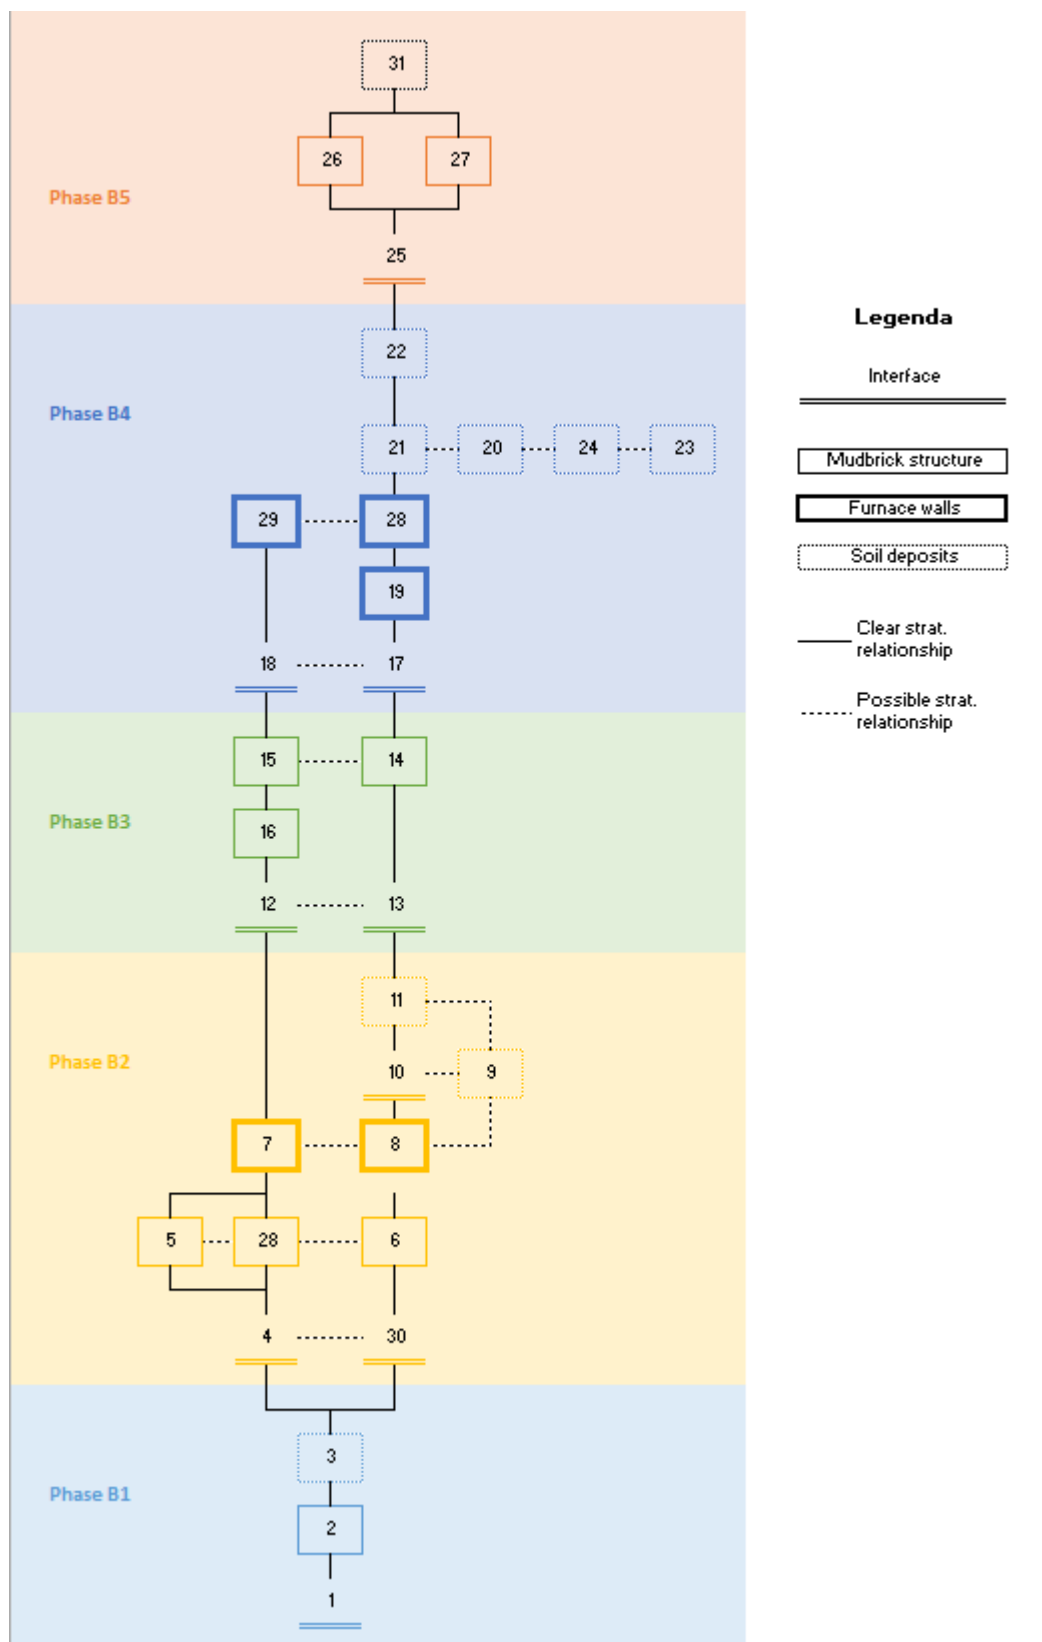 31
26
27
Phase B5
25
22
Phase B4
21
20
24
23
29
28
19
18
17
15
14
Phase B3
16
12
13
11
Phase B2
10
9
7
8
5
28
6
4
30
3
Phase B1
2
1
Legenda
Interface
Mudbrick structure
Furnace walls
Soil deposits
Clear strat.
relationship
Possible strat.
relationship